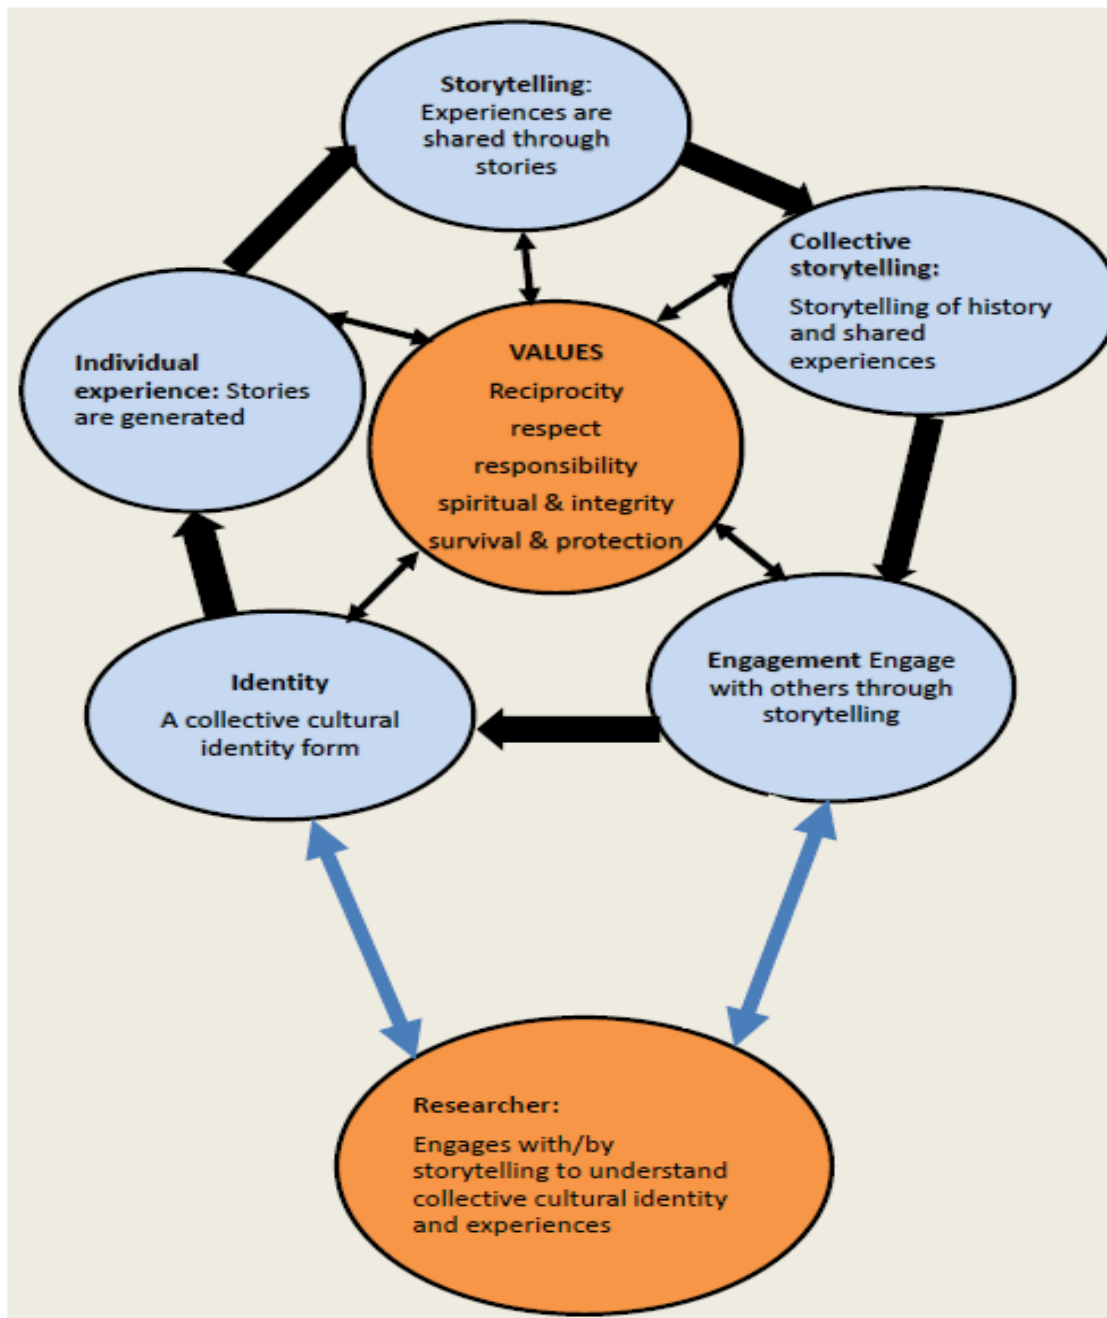 Storytelling:
Experiences are
shared through
stories
Collective
storytelling:
Storytelling of history
and shared
experiences
Individual
experience: Stories
are generated
VALUES
Reciprocity
respect
responsibility
spiritual & integrity
survival & protection
Identity
A collective cultural
identity form
Engagement Engage
with others through
storytelling
Researcher:
Engages with/by
storytelling to understand
collective cultural identity
and experiences